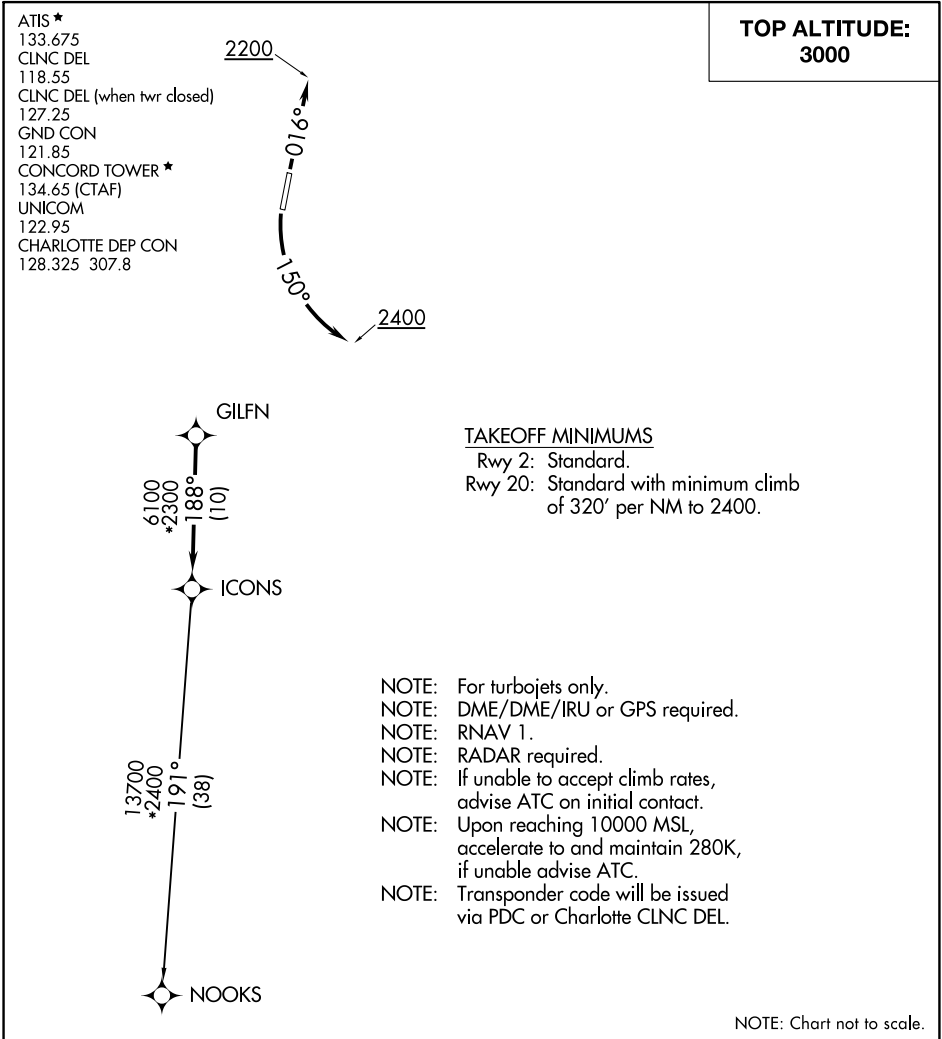 ATIS ★
133.675
CLNC DEL
118.55
CLNC DEL (when twr closed)
127.25
GND CON
121.85
CONCORD TOWER ★
134.65 (CTAF)
UNICOM
122.95
CHARLOTTE DEP CON
128.325 307.8
TOP ALTITUDE:
3000
2200
016°
150°
2400
GILFN
6100
*2300
188°
(10)
ICONS
13700
*2400
191°
(38)
NOOKS
TAKEOFF MINIMUMS
Rwy 2: Standard.
Rwy 20: Standard with minimum climb
of 320' per NM to 2400.
NOTE: For turbojets only.
NOTE: DME/DME/IRU or GPS required.
NOTE: RNAV 1.
NOTE: RADAR required.
NOTE: If unable to accept climb rates,
advise ATC on initial contact.
NOTE: Upon reaching 10000 MSL,
accelerate to and maintain 280K,
if unable advise ATC.
NOTE: Transponder code will be issued
via PDC or Charlotte CLNC DEL.
NOTE: Chart not to scale.